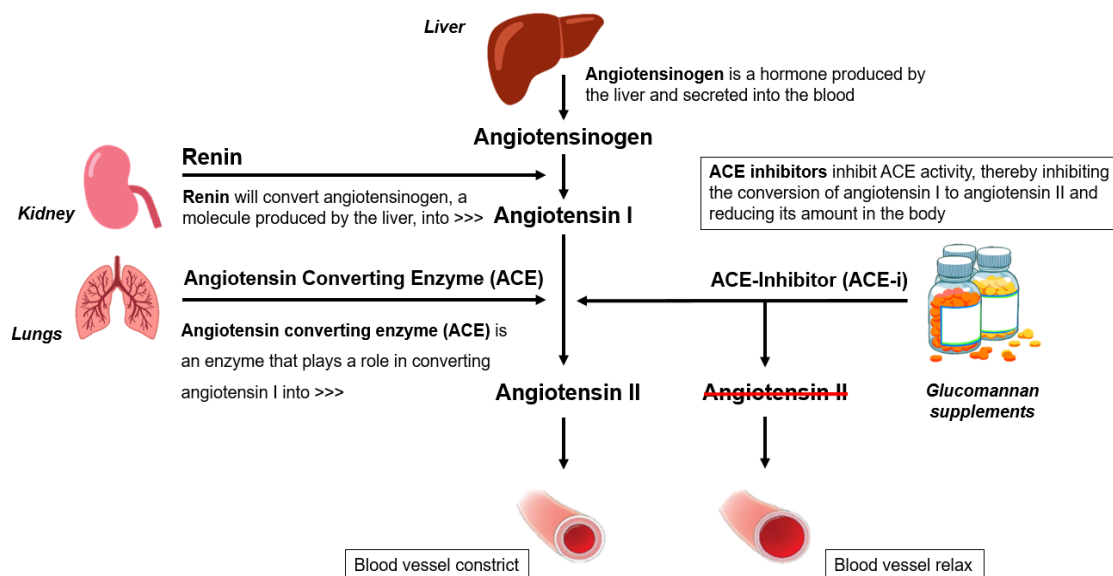 Liver
Angiotensinogen is a hormone produced by
the liver and secreted into the blood
Angiotensinogen
Renin
Renin will convert angiotensinogen, a
molecule produced by the liver, into >>>
Kidney
Angiotensin I
ACE inhibitors inhibit ACE activity, thereby inhibiting
the conversion of angiotensin I to angiotensin II and
reducing its amount in the body
Angiotensin Converting Enzyme (ACE)
Lungs
Angiotensin converting enzyme (ACE) is
an enzyme that plays a role in converting
angiotensin I into >>>
ACE-Inhibitor (ACE-i)
Glucomannan
supplements
Angiotensin II
Angiotensin II
Blood vessel constrict
Blood vessel relax